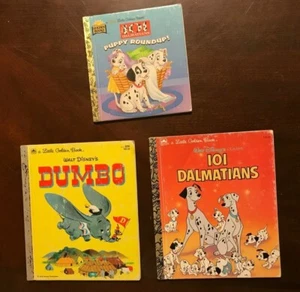 PUPPY ROUNDUP!
a Little Golden Book
WALT DISNEY'S
DUMBO
a Little Golden Book
101
DALMATIANS